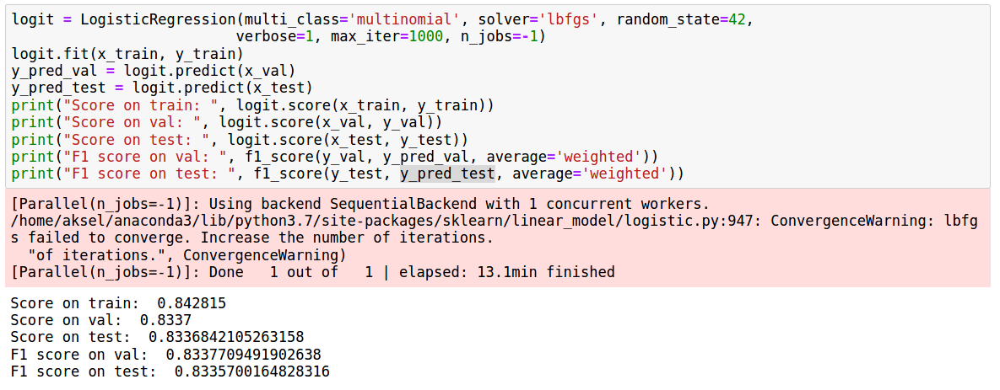 logit = LogisticRegression(multi_class='multinomial', solver='lbfgs', random_state=42,
                          verbose=1, max_iter=1000, n_jobs=-1)
logit.fit(x_train, y_train)
y_pred_val = logit.predict(x_val)
y_pred_test = logit.predict(x_test)
print("Score on train: ", logit.score(x_train, y_train))
print("Score on val: ", logit.score(x_val, y_val))
print("Score on test: ", logit.score(x_test, y_test))
print("F1 score on val: ", f1_score(y_val, y_pred_val, average='weighted'))
print("F1 score on test: ", f1_score(y_test, y_pred_test, average='weighted'))
[Parallel(n_jobs=-1)]: Using backend SequentialBackend with 1 concurrent workers.
/home/aksel/anaconda3/lib/python3.7/site-packages/sklearn/linear_model/logistic.py:947: ConvergenceWarning: lbfg
s failed to converge. Increase the number of iterations.
  "of iterations.", ConvergenceWarning)
[Parallel(n_jobs=-1)]: Done   1 out of   1 | elapsed: 13.1min finished
Score on train:  0.842815
Score on val:  0.8337
Score on test:  0.8336842105263158
F1 score on val:  0.8337709491902638
F1 score on test:  0.8335700164828316